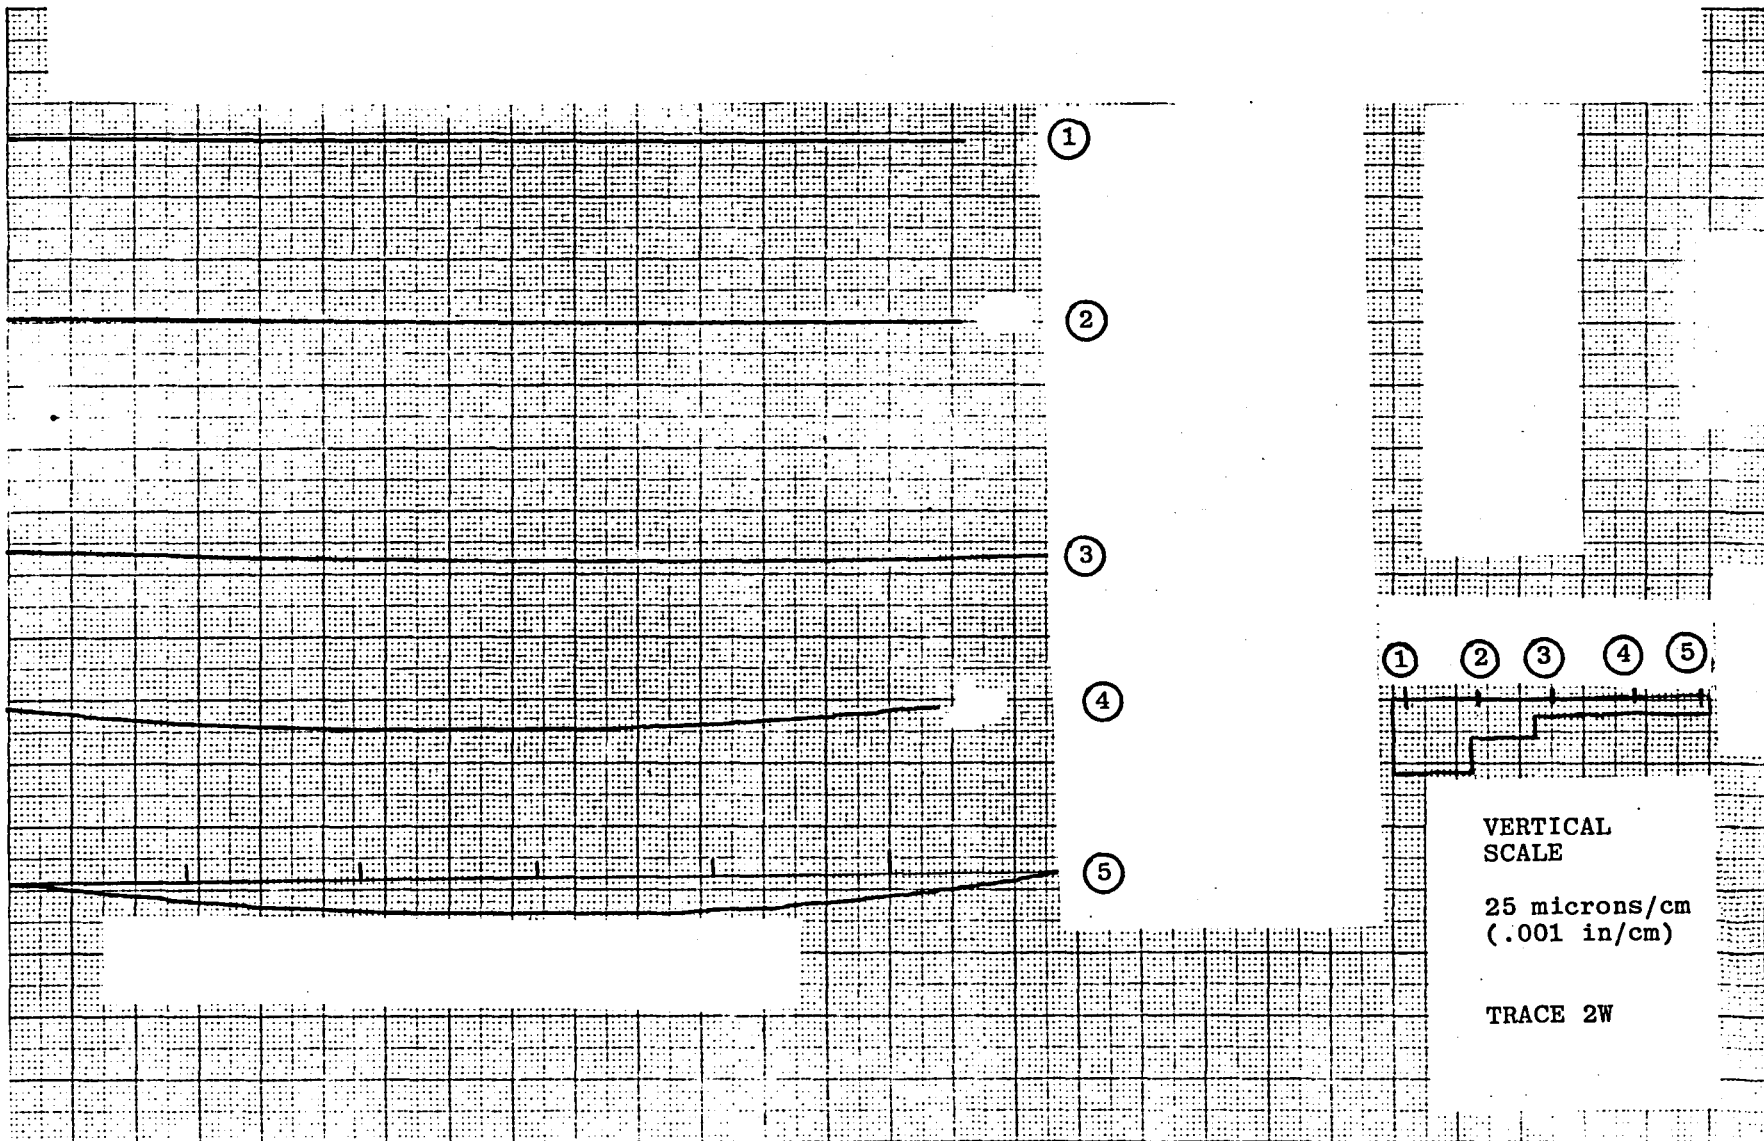 ①
②
③
④
⑤
① ② ③ ④ ⑤
VERTICAL
SCALE
25 microns/cm
(.001 in/cm)
TRACE 2W